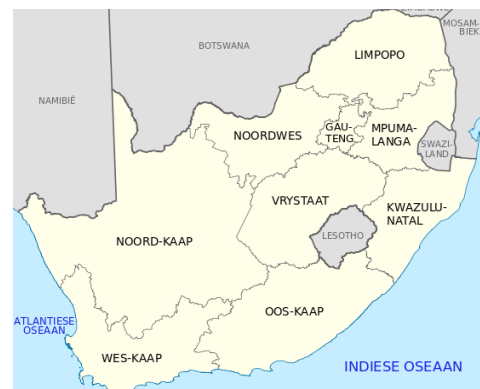 ZIMBABWE
MOSAM-
BIEK
BOTSWANA
LIMPOPO
NAMIBIË
NOORDWES
GAU-
TENG
MPUMA-
LANGA
SWAZI-
LAND
VRYSTAAT
KWAZULU-
NATAL
LESOTHO
NOORD-KAAP
OOS-KAAP
ATLANTIESE
OSEAAN
WES-KAAP
INDIESE OSEAAN